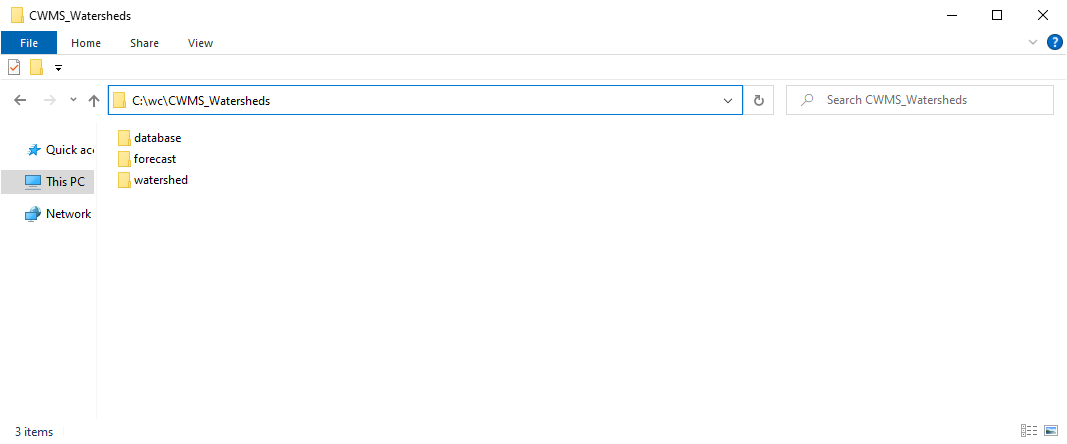 CWMS_Watersheds
File Home Share View
?
C:\wc\CWMS_Watersheds
Search CWMS_Watersheds
Quick acc
This PC
Network
database
forecast
watershed
3 items